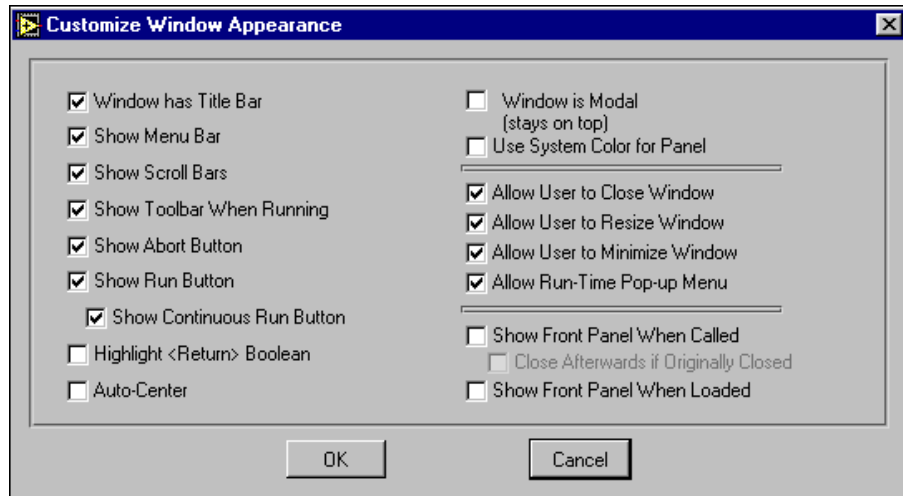 Customize Window Appearance
Window has Title Bar
Show Menu Bar
Show Scroll Bars
Show Toolbar When Running
Show Abort Button
Show Run Button
Show Continuous Run Button
Highlight <Return> Boolean
Auto-Center
Window is Modal
(stays on top)
Use System Color for Panel
Allow User to Close Window
Allow User to Resize Window
Allow User to Minimize Window
Allow Run-Time Pop-up Menu
Show Front Panel When Called
Close Afterwards if Originally Closed
Show Front Panel When Loaded
OK
Cancel